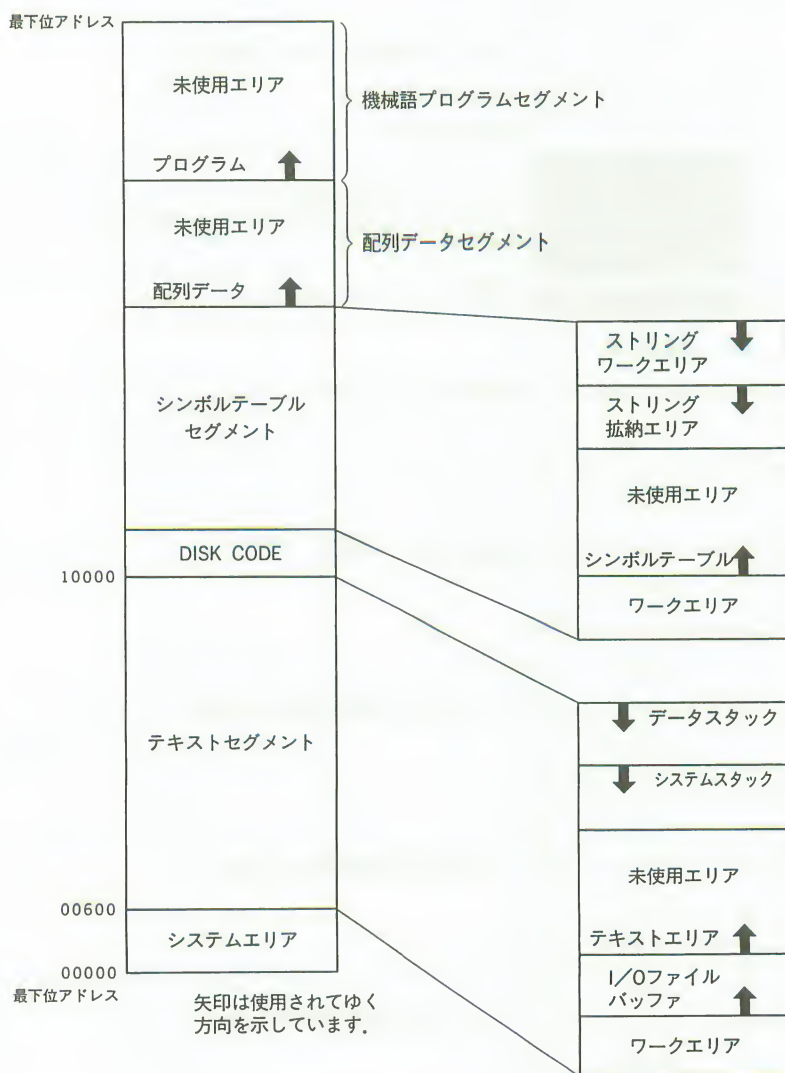 最下位アドレス
未使用エリア
機械語プログラムセグメント
プログラム
未使用エリア
配列データセグメント
配列データ
シンボルテーブル
セグメント
DISK CODE
10000
テキストセグメント
00600
システムエリア
00000
最下位アドレス
矢印は使用されてゆく
方向を示しています.
ストリング
ワークエリア
ストリング
拡納エリア
未使用エリア
シンボルテーブル
ワークエリア
データスタック
システムスタック
未使用エリア
テキストエリア
I/Oファイル
バッファ
ワークエリア